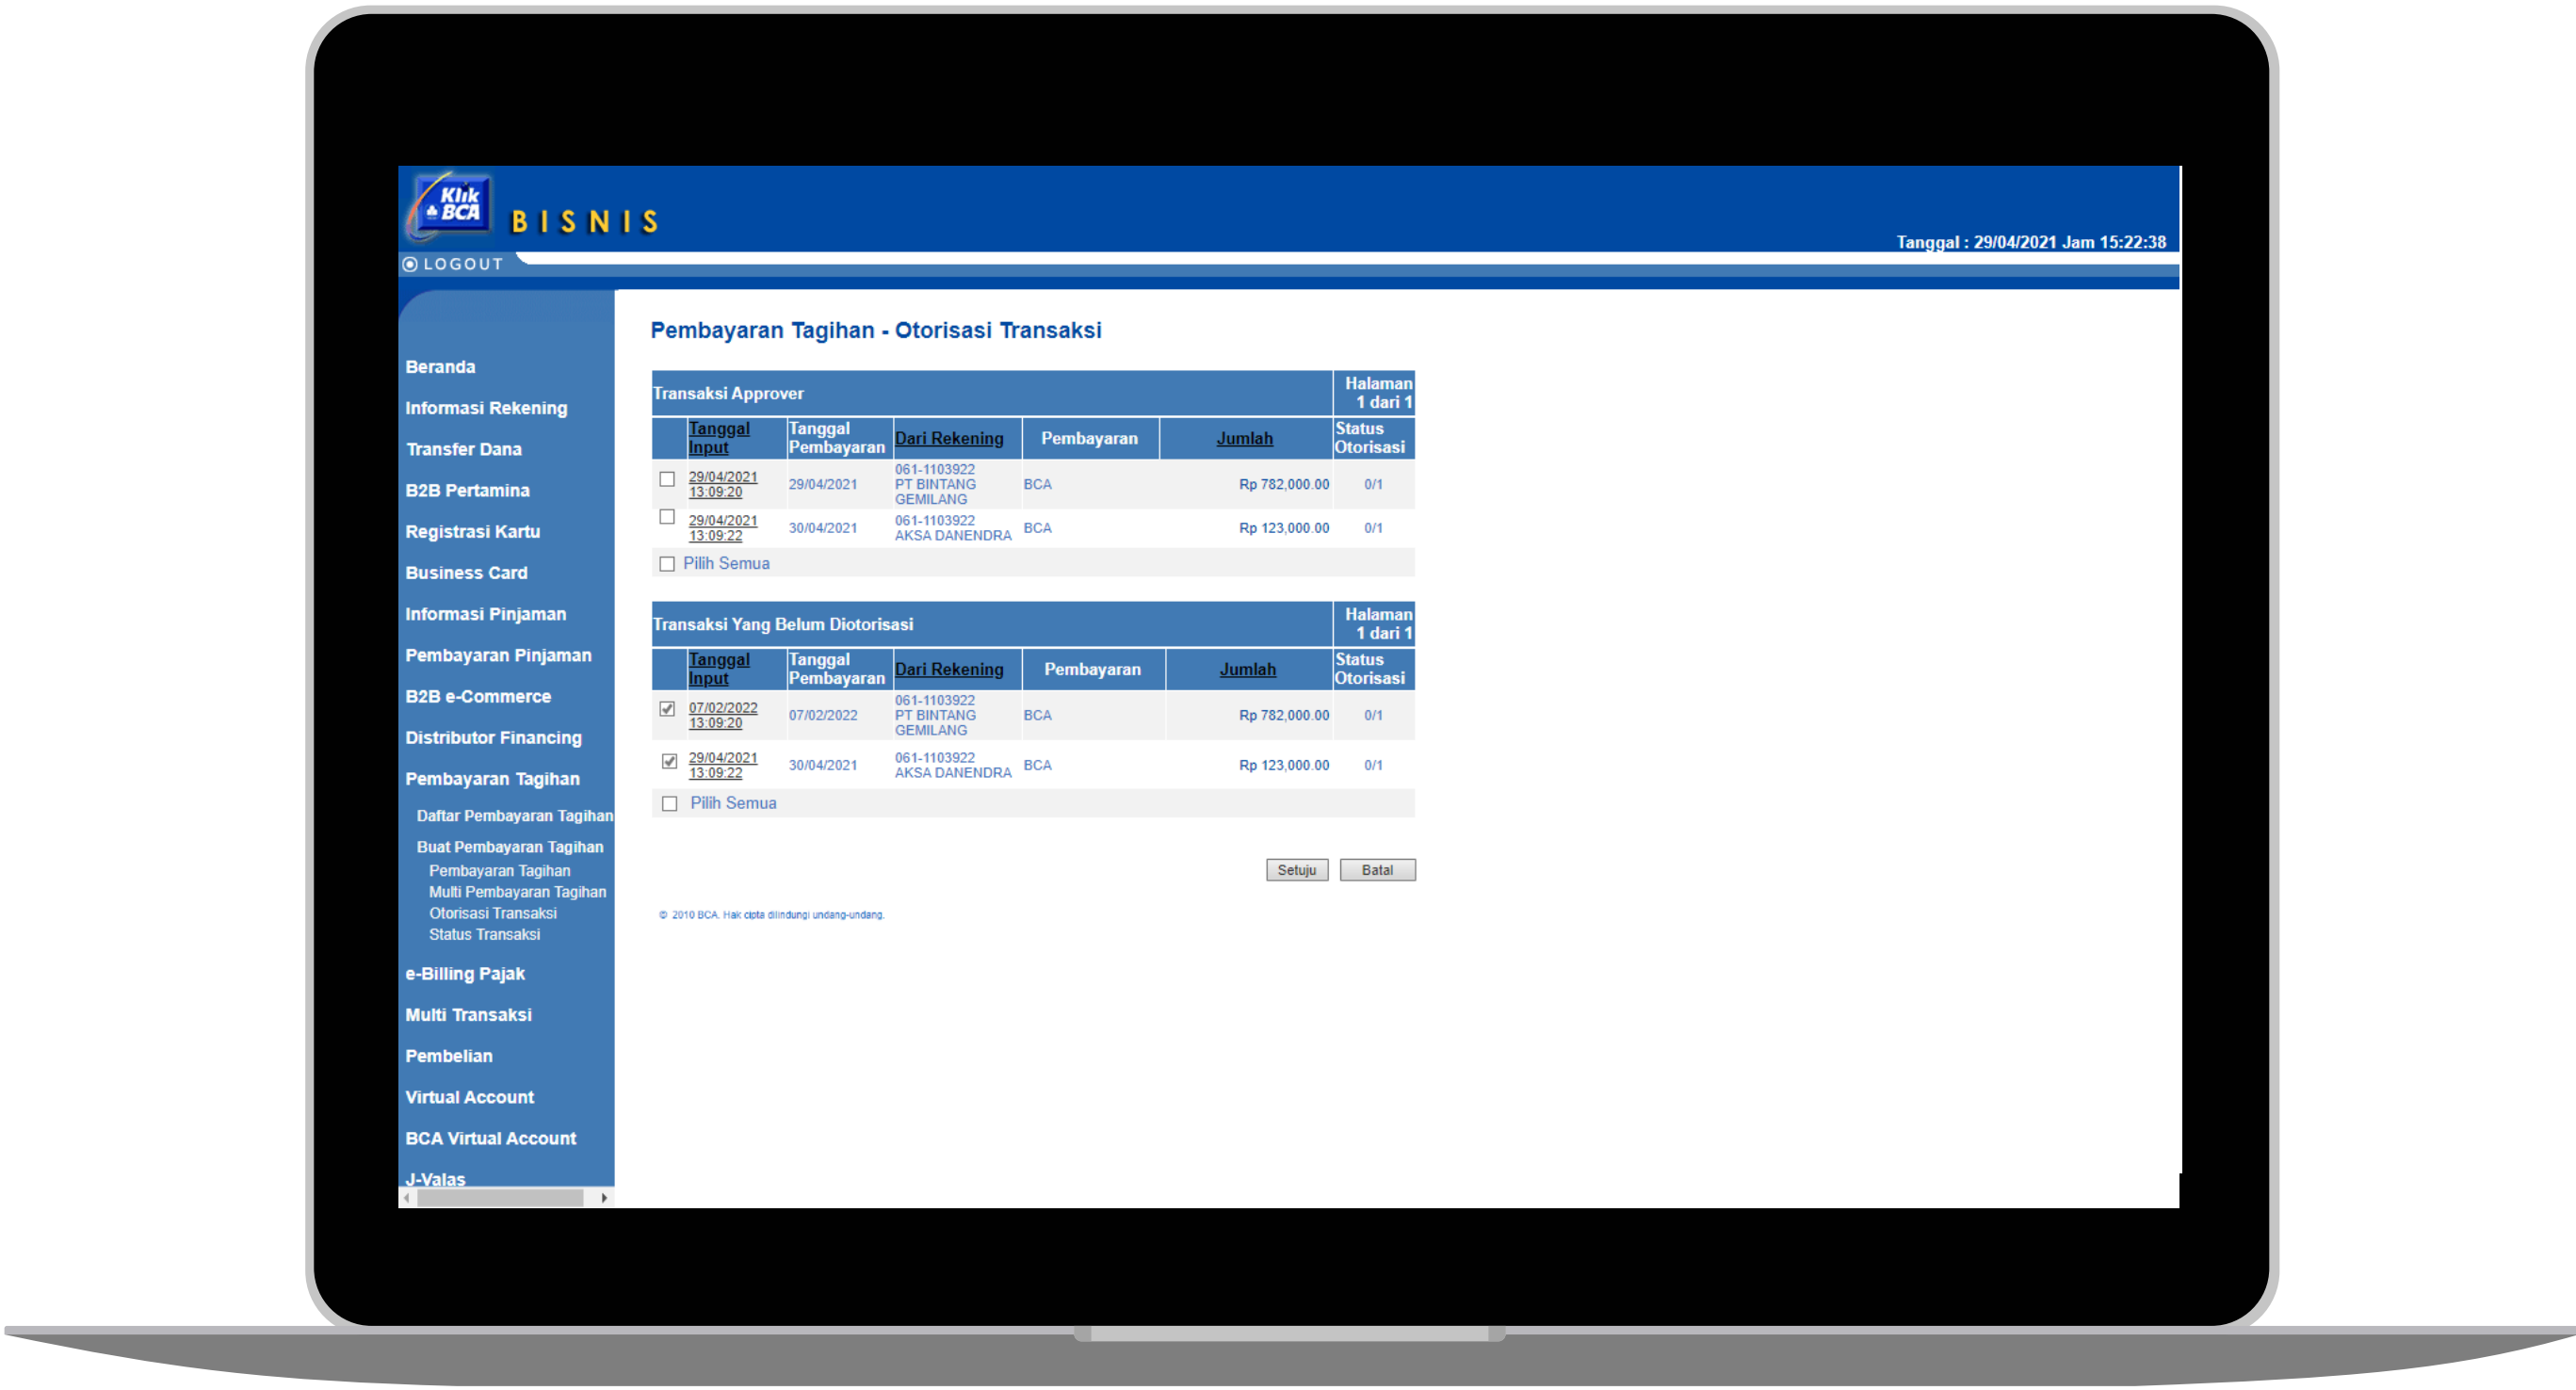 Klik
BCA
BISNIS
Tanggal : 29/04/2021 Jam 15:22:38
LOGOUT
Beranda
Informasi Rekening
Transfer Dana
B2B Pertamina
Registrasi Kartu
Business Card
Informasi Pinjaman
Pembayaran Pinjaman
B2B e-Commerce
Distributor Financing
Pembayaran Tagihan
Daftar Pembayaran Tagihan
Buat Pembayaran Tagihan
Pembayaran Tagihan
Multi Pembayaran Tagihan
Otorisasi Transaksi
Status Transaksi
e-Billing Pajak
Multi Transaksi
Pembelian
Virtual Account
BCA Virtual Account
J-Valas
Pembayaran Tagihan - Otorisasi Transaksi
Transaksi Approver
Halaman
1 dari 1
Tanggal
Input
Tanggal
Pembayaran
Dari Rekening
Pembayaran
Jumlah
Status
Otorisasi
29/04/2021
13:09:20
29/04/2021
061-1103922
PT BINTANG
GEMILANG
BCA
Rp 782,000.00
0/1
29/04/2021
13:09:22
30/04/2021
061-1103922
AKSA DANENDRA
BCA
Rp 123,000.00
0/1
Pilih Semua
Transaksi Yang Belum Diotorisasi
Halaman
1 dari 1
Tanggal
Input
Tanggal
Pembayaran
Dari Rekening
Pembayaran
Jumlah
Status
Otorisasi
07/02/2022
13:09:20
07/02/2022
061-1103922
PT BINTANG
GEMILANG
BCA
Rp 782,000.00
0/1
29/04/2021
13:09:22
30/04/2021
061-1103922
AKSA DANENDRA
BCA
Rp 123,000.00
0/1
Pilih Semua
Setuju
Batal
© 2010 BCA. Hak cipta dilindungi undang-undang.